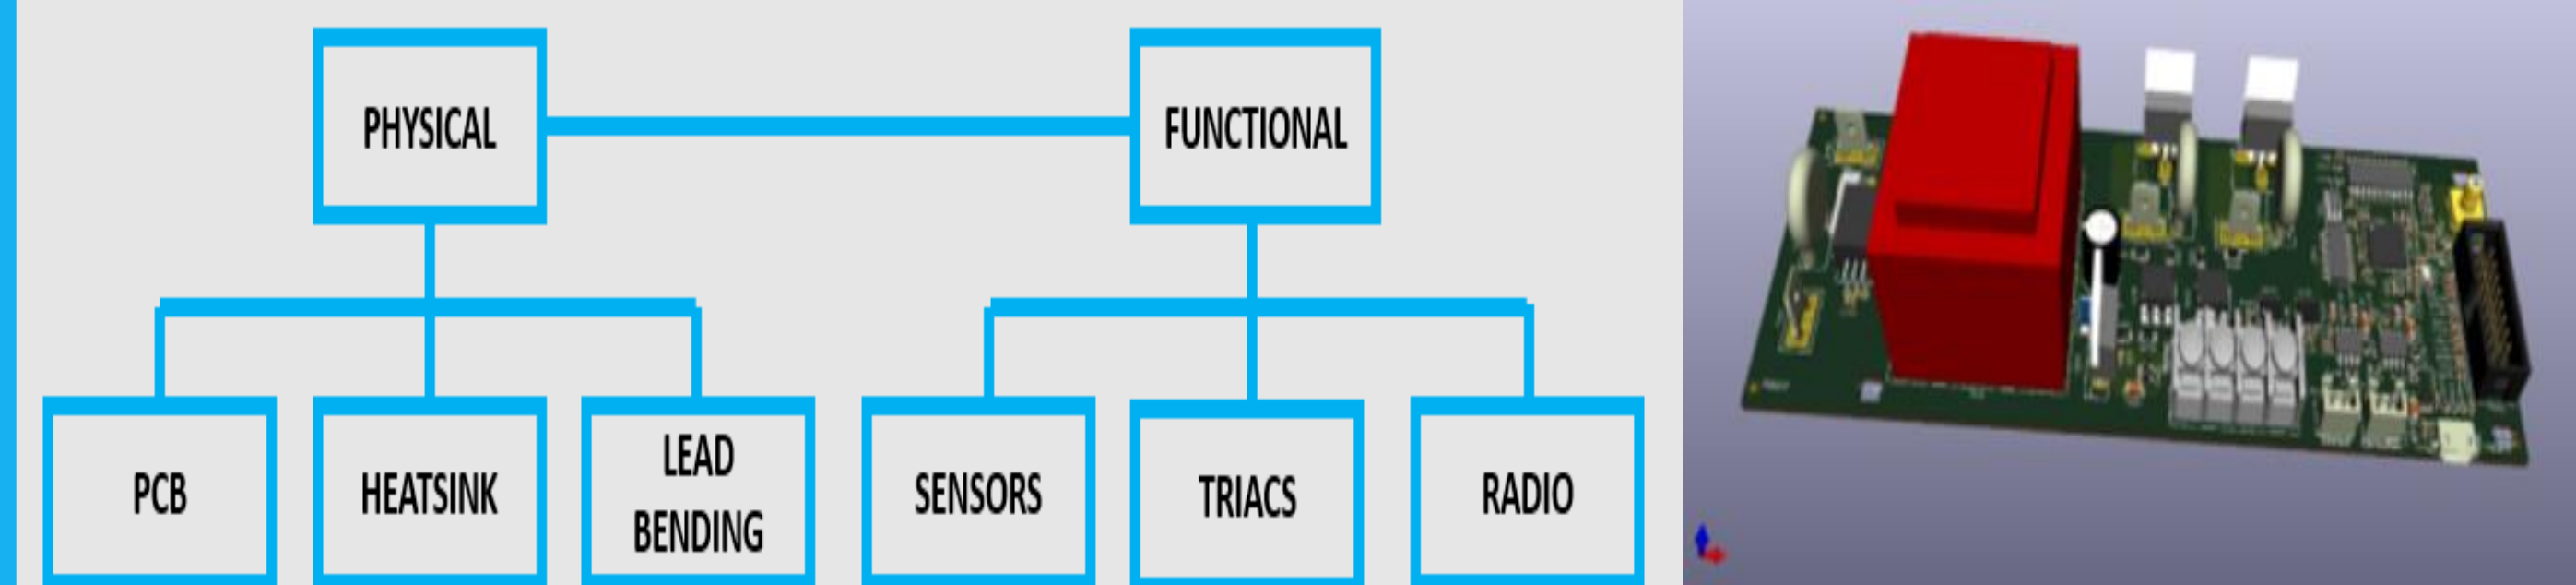 PHYSICAL
FUNCTIONAL
PCB
HEATSINK
LEAD
BENDING
SENSORS
TRIACS
RADIO